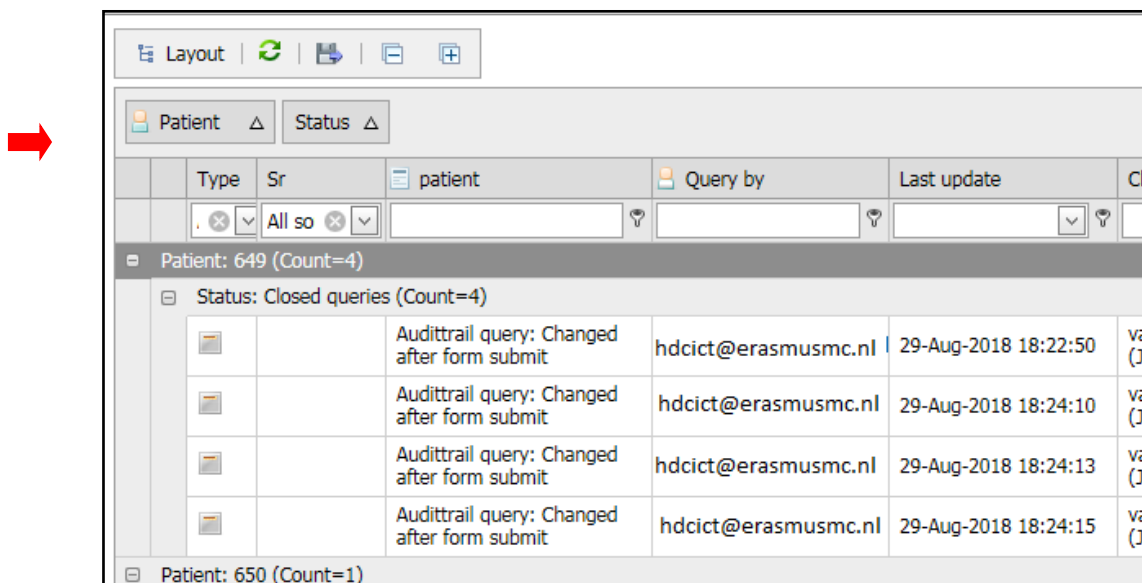 Layout
Patient Status
Type Sr patient Query by Last update
All so
Patient: 649 (Count=4)
Status: Closed queries (Count=4)
Audittrail query: Changed after form submit hdcict@erasmusmc.nl 29-Aug-2018 18:22:50
Audittrail query: Changed after form submit hdcict@erasmusmc.nl 29-Aug-2018 18:24:10
Audittrail query: Changed after form submit hdcict@erasmusmc.nl 29-Aug-2018 18:24:13
Audittrail query: Changed after form submit hdcict@erasmusmc.nl 29-Aug-2018 18:24:15
Patient: 650 (Count=1)